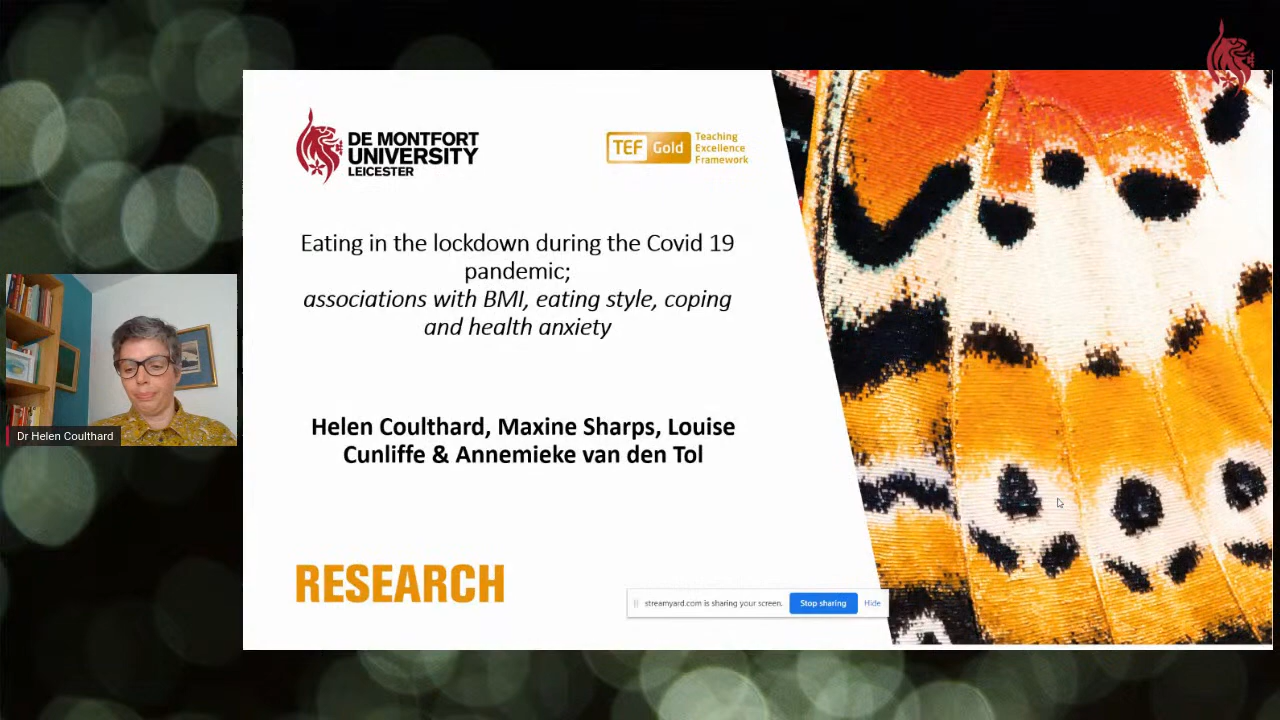 DE MONTFORT
UNIVERSITY
LEICESTER
TEF Gold
Teaching
Excellence
Framework
Eating in the lockdown during the Covid 19
pandemic;
associations with BMI, eating style, coping
and health anxiety
Helen Coulthard, Maxine Sharps, Louise
Cunliffe & Annemieke van den Tol
Dr Helen Coulthard
RESEARCH
streamyard.com is sharing your screen.
Stop sharing
Hide